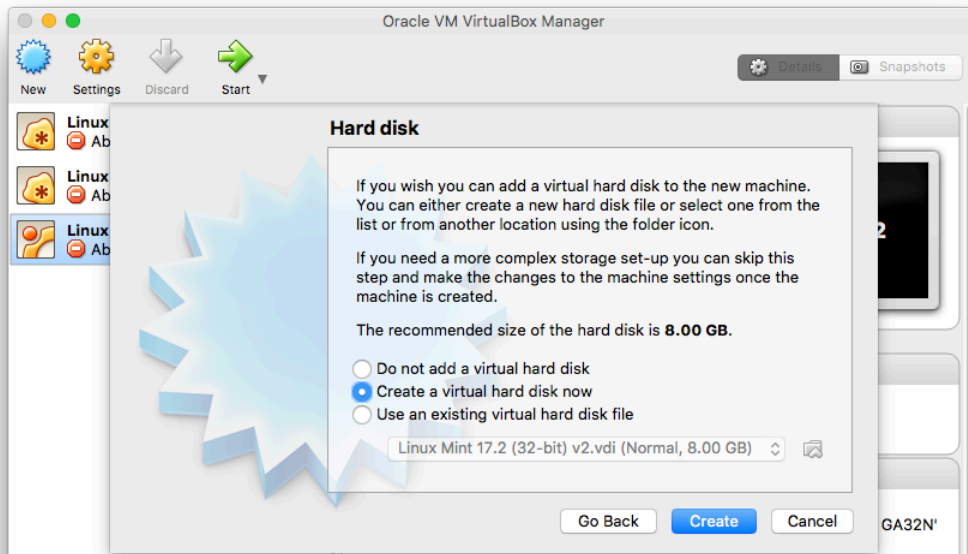 Oracle VM VirtualBox Manager
New
Settings
Discard
Start
Details
Snapshots
Linux
Ab
Linux
Ab
Linux
Ab
Hard disk
If you wish you can add a virtual hard disk to the new machine.
You can either create a new hard disk file or select one from the
list or from another location using the folder icon.
If you need a more complex storage set-up you can skip this
step and make the changes to the machine settings once the
machine is created.
The recommended size of the hard disk is 8.00 GB.
Do not add a virtual hard disk
Create a virtual hard disk now
Use an existing virtual hard disk file
Linux Mint 17.2 (32-bit) v2.vdi (Normal, 8.00 GB)
Go Back
Create
Cancel
2
GA32N'